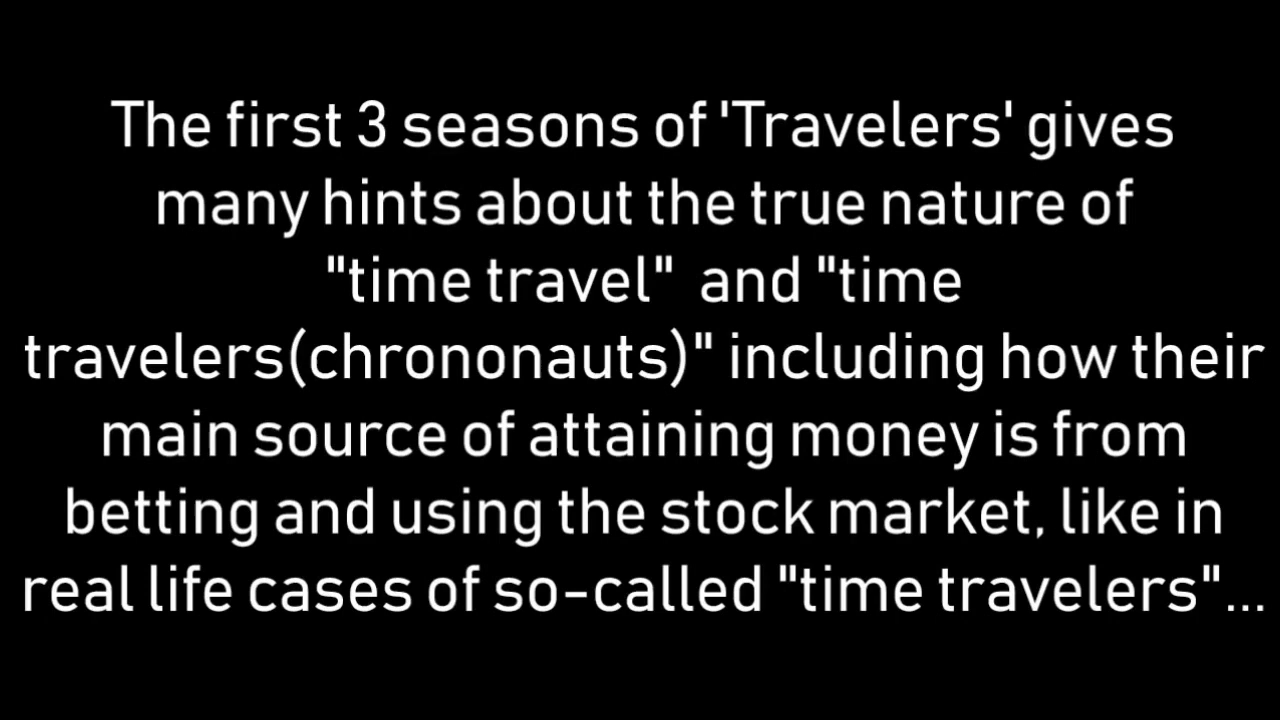 The first 3 seasons of 'Travelers' gives
many hints about the true nature of
"time travel"  and "time
travelers(chrononauts)" including how their
main source of attaining money is from
betting and using the stock market, like in
real life cases of so-called "time travelers"...